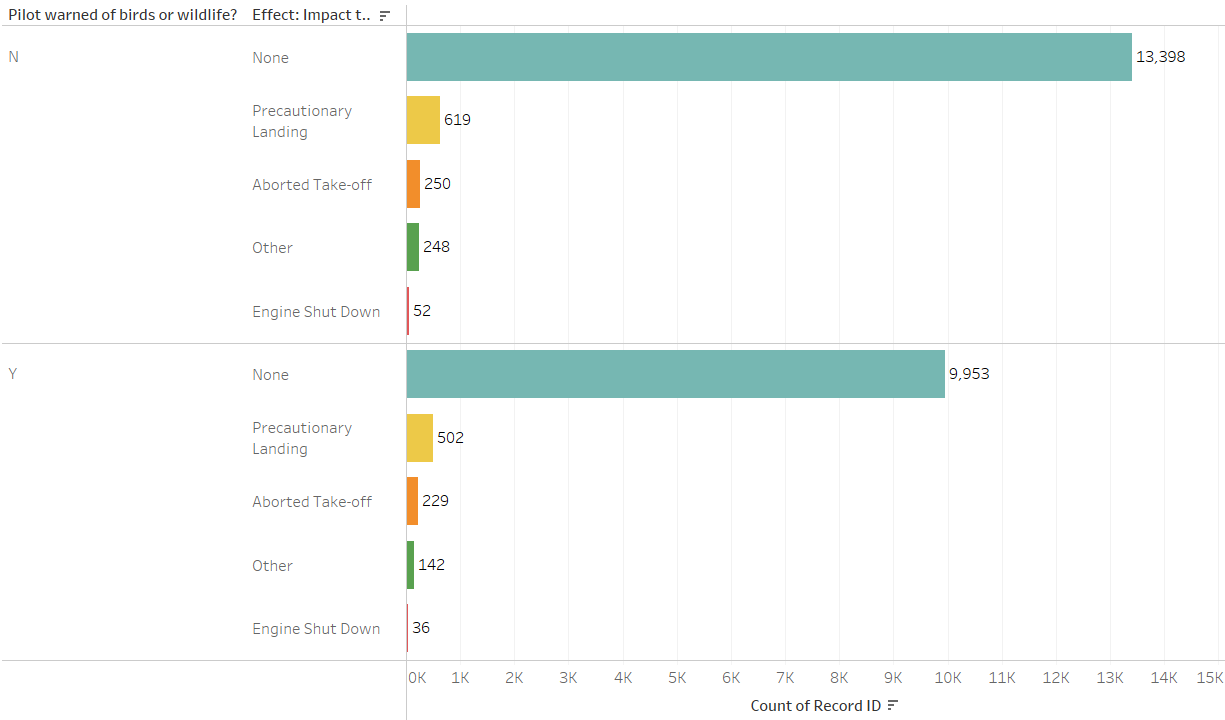 Pilot warned of birds or wildlife? Effect: Impact t..
N
None 13,398
Precautionary
Landing 619
Aborted Take-off 250
Other 248
Engine Shut Down 52
Y
None 9,953
Precautionary
Landing 502
Aborted Take-off 229
Other 142
Engine Shut Down 36
0K 1K 2K 3K 4K 5K 6K 7K 8K 9K 10K 11K 12K 13K 14K 15K
Count of Record ID